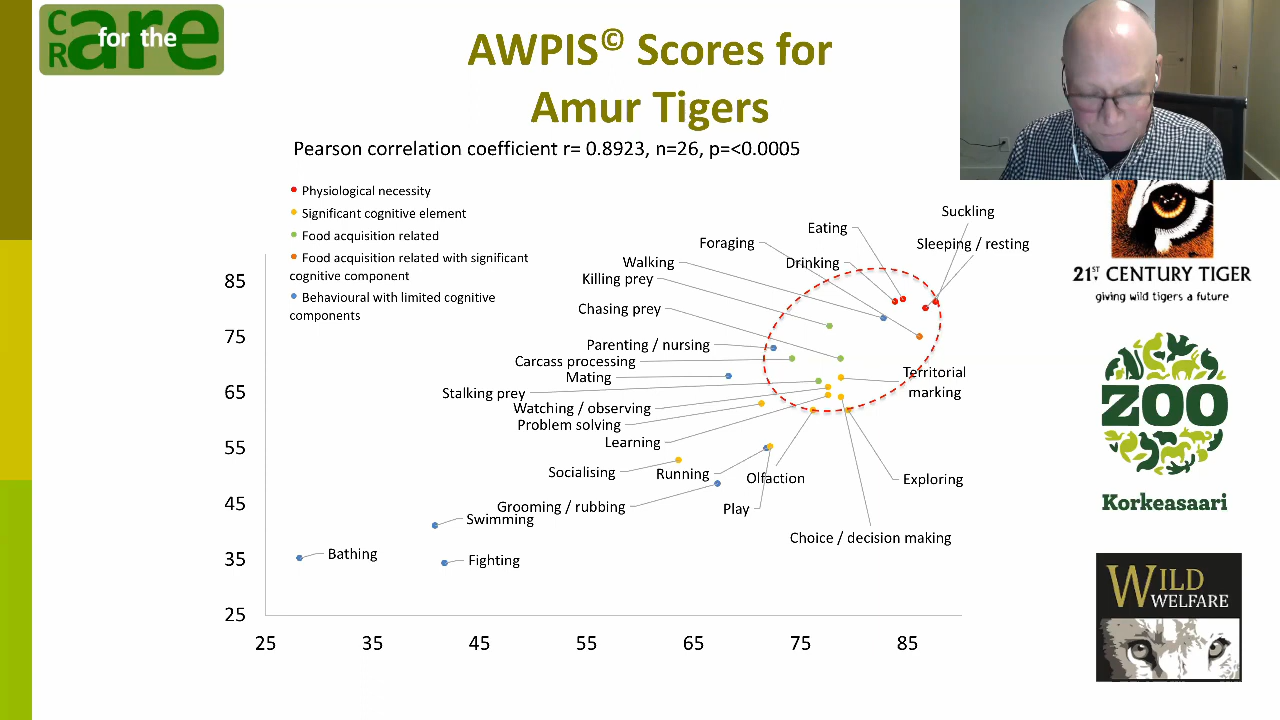 CR are for the
AWPIS© Scores for
Amur Tigers
Pearson correlation coefficient r= 0.8923, n=26, p=<0.0005
Physiological necessity
Significant cognitive element
Food acquisition related
Food acquisition related with significant
cognitive component
Behavioural with limited cognitive
components
Suckling
Eating
Foraging
Sleeping / resting
Walking
Drinking
Killing prey
Chasing prey
Parenting / nursing
Carcass processing
Mating
Territorial
marking
Stalking prey
Watching / observing
Problem solving
Learning
Socialising
Running
Olfaction
Exploring
Grooming / rubbing
Play
Swimming
Choice / decision making
Bathing
Fighting
85
75
65
55
45
35
25
25 35 45 55 65 75 85
21ST CENTURY TIGER
giving wild tigers a future
ZOO
Korkeasaari
WILD
WELFARE